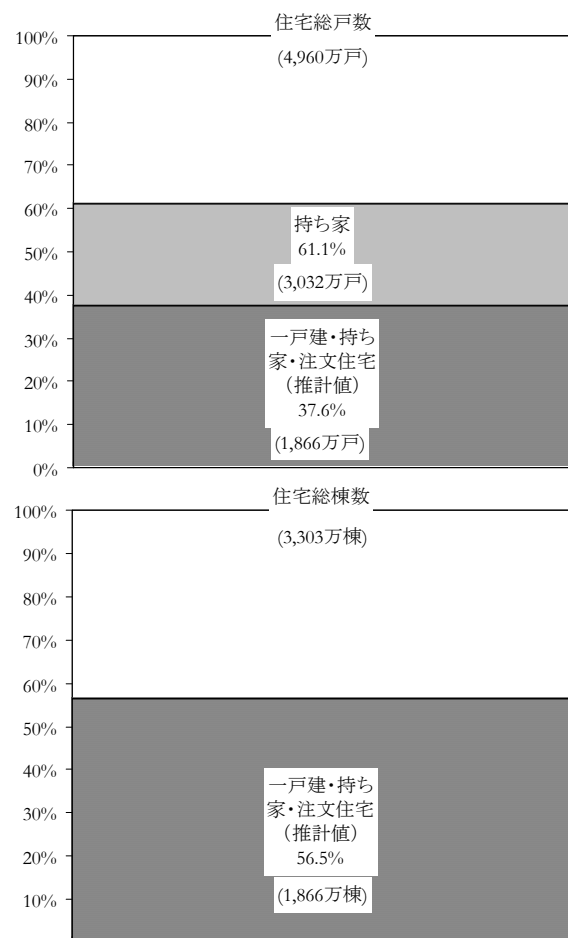 住宅総戸数
(4,960万戸)
100%
90%
80%
70%
60%
50%
40%
30%
20%
10%
0%
持ち家
61.1%
(3,032万戸)
一戸建・持ち
家・注文住宅
（推計値）
37.6%
(1,866万戸)
住宅総棟数
(3,303万棟)
100%
90%
80%
70%
60%
50%
40%
30%
20%
10%
一戸建・持ち
家・注文住宅
（推計値）
56.5%
(1,866万棟)